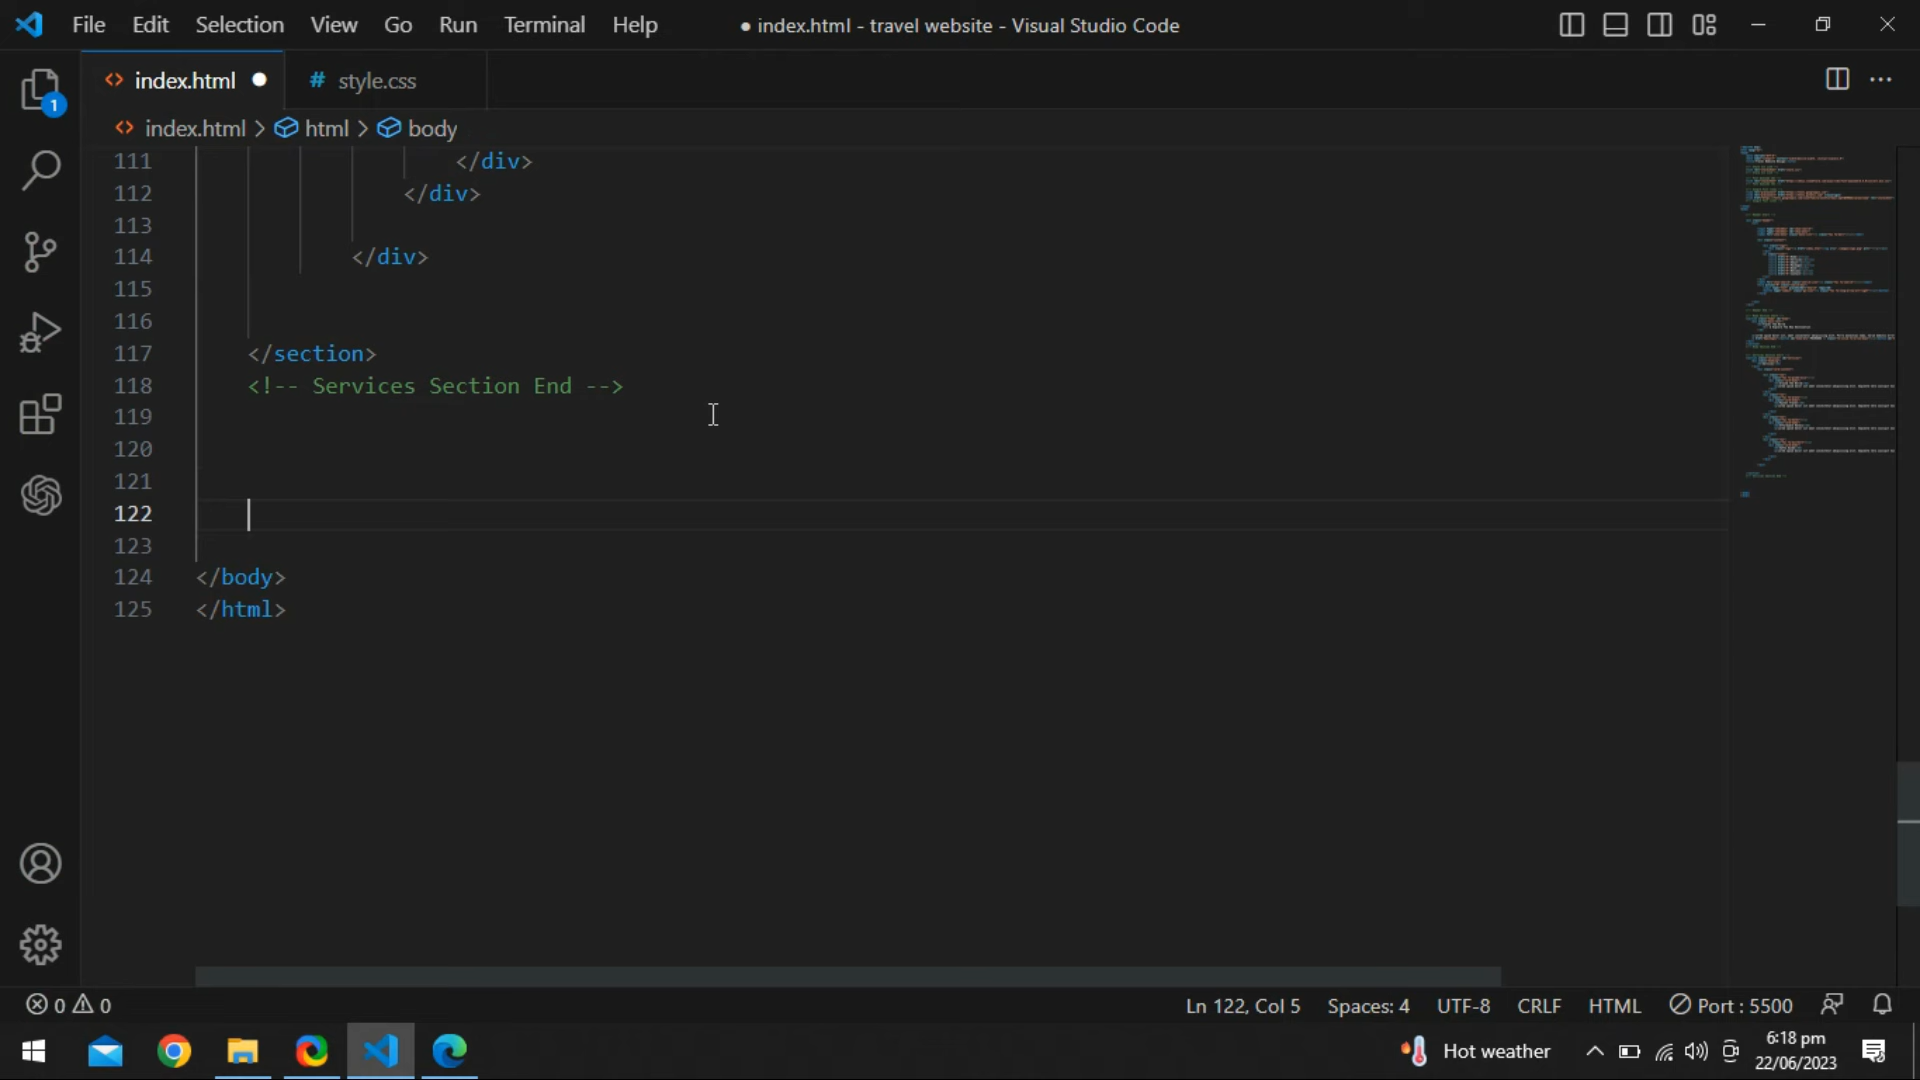 File Edit Selection View Go Run Terminal Help
● index.html - travel website - Visual Studio Code
index.html ●
# style.css
index.html > html > body
1
111 </div>
112 </div>
113
114 </div>
115
116
117 </section>
118 <!-- Services Section End -->
119
120
121
122
123
124 </body>
125 </html>
0 0
Ln 122, Col 5 Spaces: 4 UTF-8 CRLF HTML Port : 5500
Hot weather
6:18 pm
22/06/2023